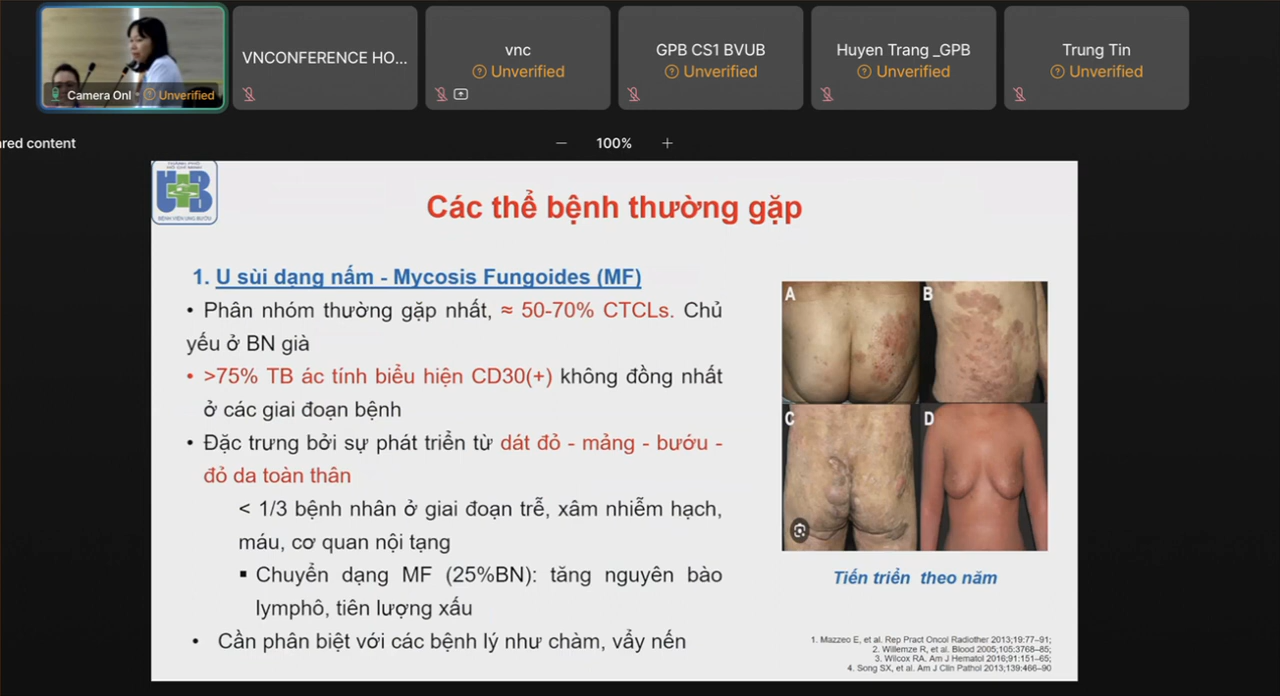 VNCONFERENCE HO...
vnc
Unverified
GPB CS1 BVUB
Unverified
Huyen Trang _GPB
Unverified
Trung Tin
Unverified
Camera Onl
Unverified
ared content
100%
BỆNH VIỆN UNG BƯỚU
Các thể bệnh thường gặp
1. U sùi dạng nấm - Mycosis Fungoides (MF)
• Phân nhóm thường gặp nhất, ≈ 50-70% CTCLs. Chủ
yếu ở BN già
• >75% TB ác tính biểu hiện CD30(+) không đồng nhất
ở các giai đoạn bệnh
• Đặc trưng bởi sự phát triển từ dát đỏ - mảng - bướu -
đỏ da toàn thân
< 1/3 bệnh nhân ở giai đoạn trễ, xâm nhiễm hạch,
máu, cơ quan nội tạng
▪ Chuyển dạng MF (25%BN): tăng nguyên bào
lymphô, tiên lượng xấu
• Cần phân biệt với các bệnh lý như chàm, vẩy nến
A
B
C
D
Tiến triển theo năm
1. Mazzeo E, et al. Rep Pract Oncol Radiother 2013;19:77–91;
2. Willemze R, et al. Blood 2005;105:3768–85;
3. Wilcox RA. Am J Hematol 2016;91:151–65;
4. Song SX, et al. Am J Clin Pathol 2013;139:466–90